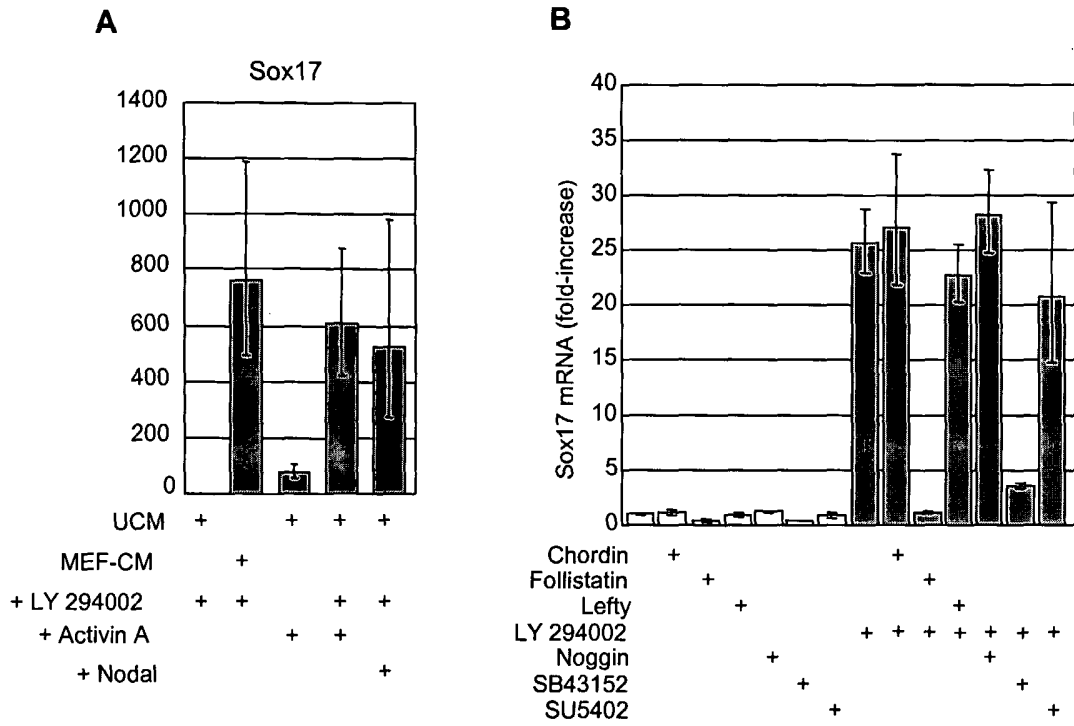 A
Sox17
1400
1200
1000
800
600
400
200
0
UCM + + + +
MEF-CM +
+ LY 294002 + + + +
+ Activin A + +
+ Nodal +
B
Sox17 mRNA (fold-increase)
40
35
30
25
20
15
10
5
0
Chordin + +
Follistatin + +
Lefty + +
LY 294002 + + + + + + +
Noggin + +
SB43152 + +
SU5402 + +